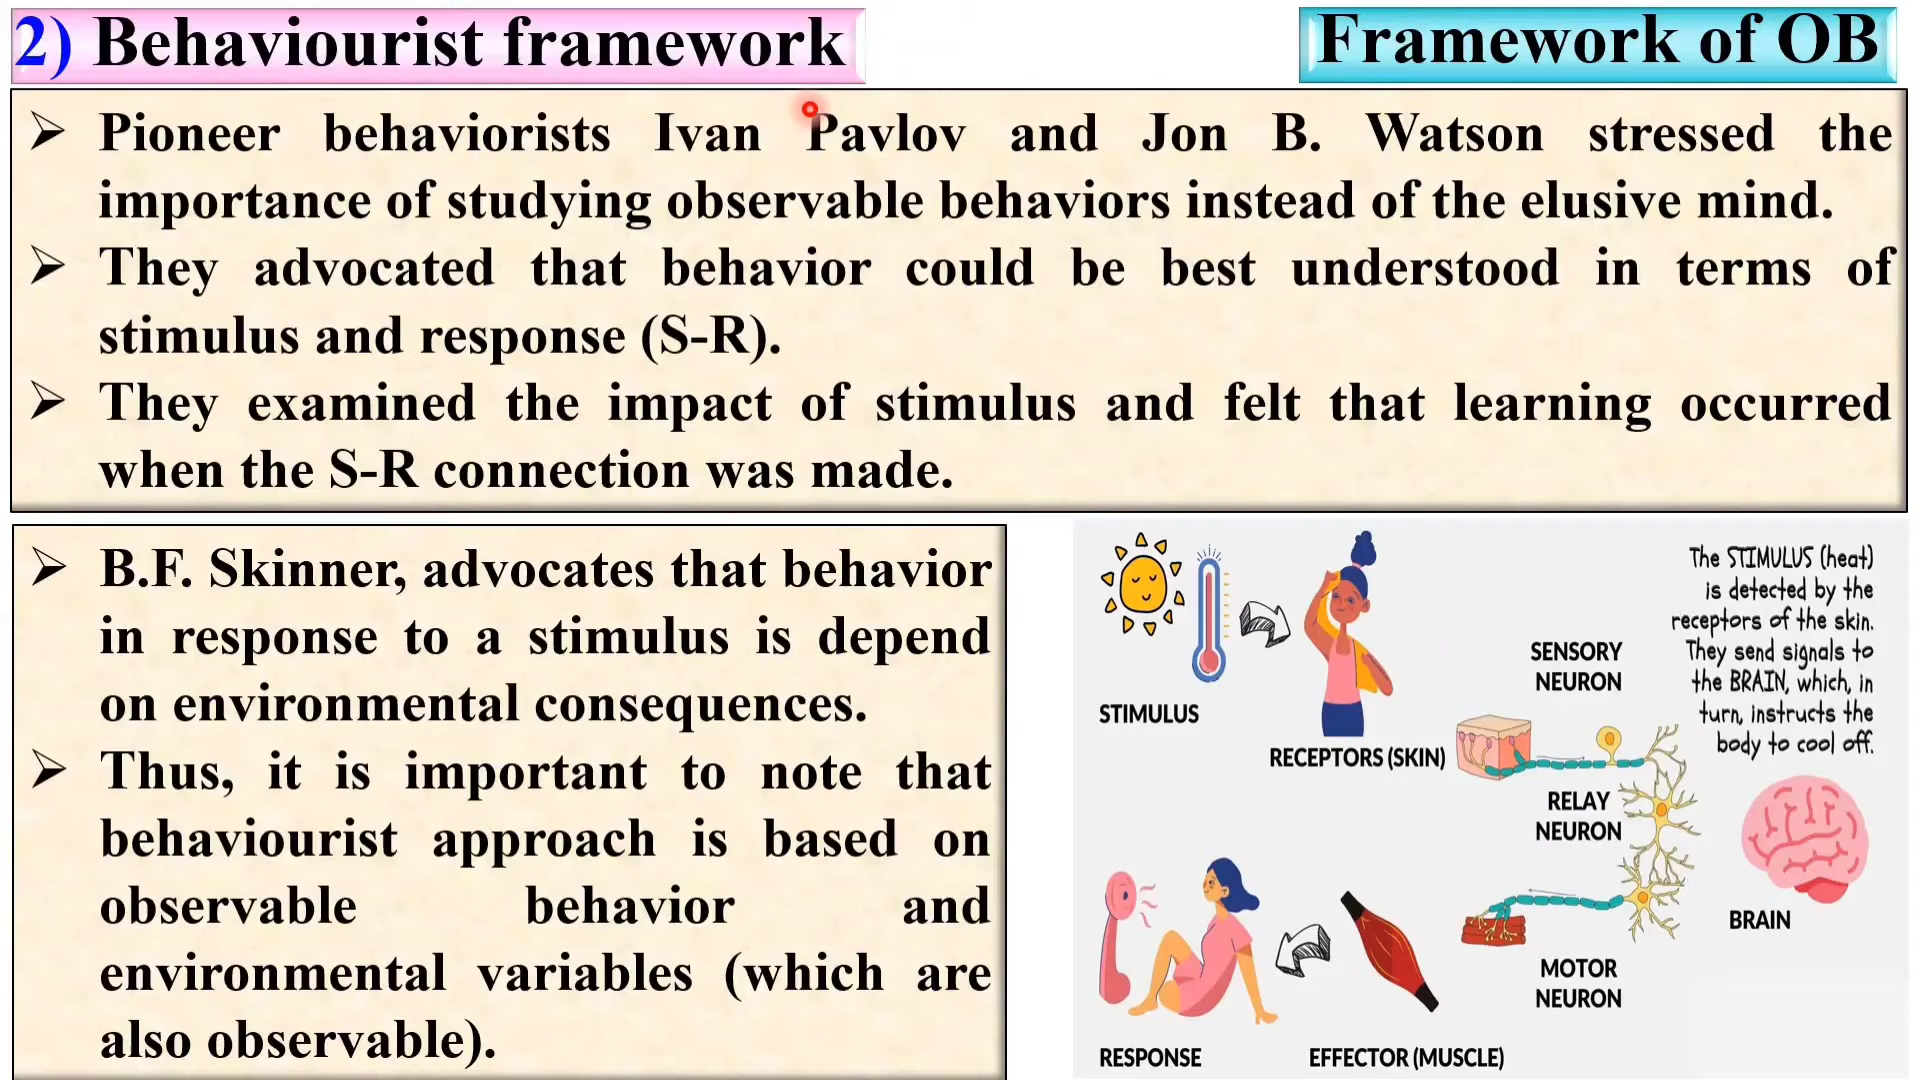 2) Behaviourist framework
Framework of OB
➢ Pioneer behaviorists Ivan Pavlov and Jon B. Watson stressed the
importance of studying observable behaviors instead of the elusive mind.
➢ They advocated that behavior could be best understood in terms of
stimulus and response (S-R).
➢ They examined the impact of stimulus and felt that learning occurred
when the S-R connection was made.
➢ B.F. Skinner, advocates that behavior
in response to a stimulus is depend
on environmental consequences.
➢ Thus, it is important to note that
behaviourist approach is based on
observable behavior and
environmental variables (which are
also observable).
The STIMULUS (heat)
is detected by the
receptors of the skin.
They send signals to
the BRAIN, which, in
turn, instructs the
body to cool off.
STIMULUS
RECEPTORS (SKIN)
SENSORY
NEURON
RELAY
NEURON
BRAIN
MOTOR
NEURON
EFFECTOR (MUSCLE)
RESPONSE